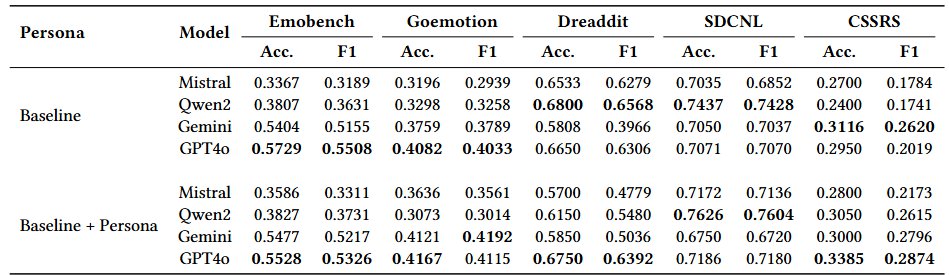 Persona Model Emobench Goemotion Dreaddit SDCNL CSSRS
Acc. F1 Acc. F1 Acc. F1 Acc. F1 Acc. F1
Baseline
Mistral 0.3367 0.3189 0.3196 0.2939 0.6533 0.6279 0.7035 0.6852 0.2700 0.1784
Qwen2 0.3807 0.3631 0.3298 0.3258 0.6800 0.6568 0.7437 0.7428 0.2400 0.1741
Gemini 0.5404 0.5155 0.3759 0.3789 0.5808 0.3966 0.7050 0.7037 0.3116 0.2620
GPT4o 0.5729 0.5508 0.4082 0.4033 0.6650 0.6306 0.7071 0.7070 0.2950 0.2019
Baseline + Persona
Mistral 0.3586 0.3311 0.3636 0.3561 0.5700 0.4779 0.7172 0.7136 0.2800 0.2173
Qwen2 0.3827 0.3731 0.3073 0.3014 0.6150 0.5480 0.7626 0.7604 0.3050 0.2615
Gemini 0.5477 0.5217 0.4121 0.4192 0.5850 0.5036 0.6750 0.6720 0.3000 0.2796
GPT4o 0.5528 0.5326 0.4167 0.4115 0.6750 0.6392 0.7186 0.7180 0.3385 0.2874